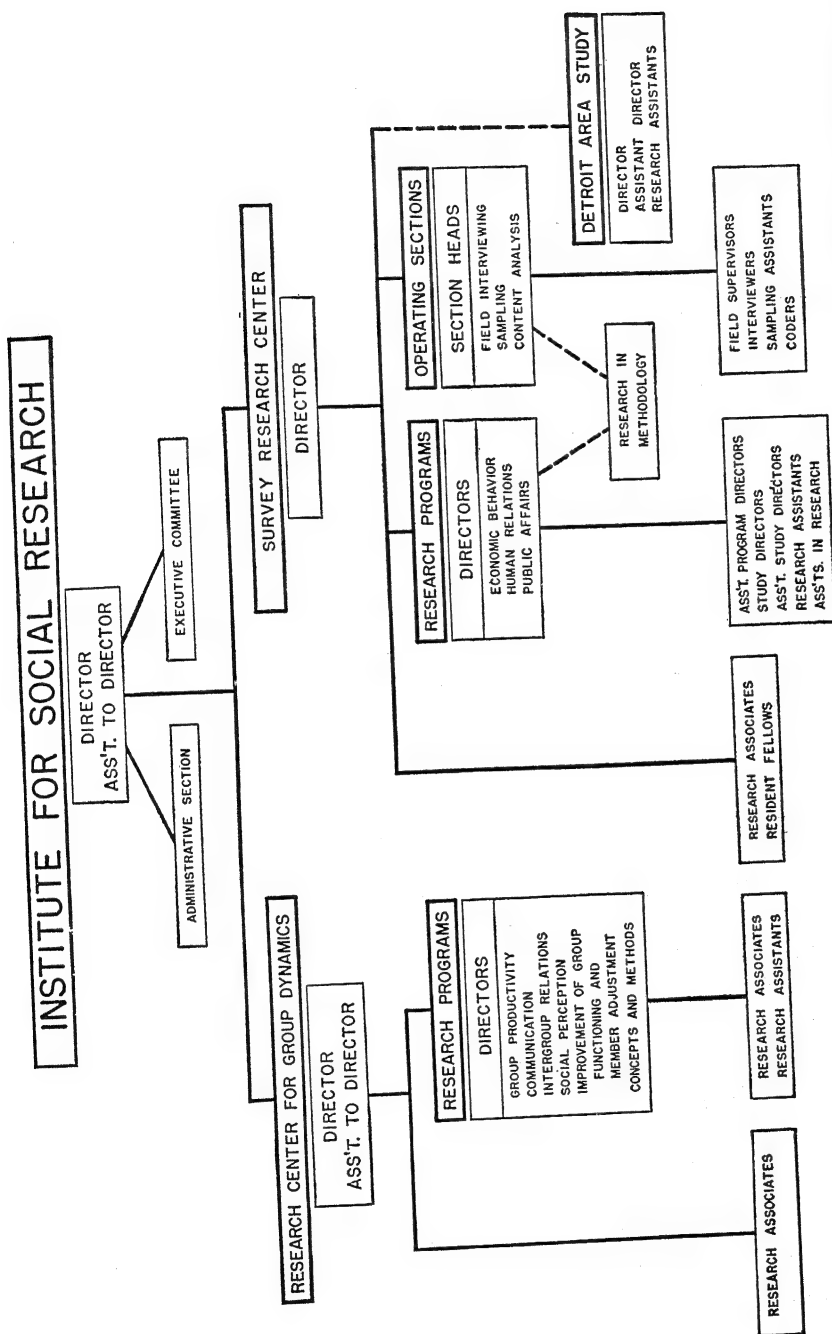 INSTITUTE FOR SOCIAL RESEARCH
DIRECTOR
ASS'T. TO DIRECTOR
ADMINISTRATIVE SECTION
EXECUTIVE COMMITTEE
RESEARCH CENTER FOR GROUP DYNAMICS
DIRECTOR
ASS'T. TO DIRECTOR
SURVEY RESEARCH CENTER
DIRECTOR
RESEARCH PROGRAMS
DIRECTORS
GROUP PRODUCTIVITY
COMMUNICATION
INTERGROUP RELATIONS
SOCIAL PERCEPTION
IMPROVEMENT OF GROUP
FUNCTIONING AND
MEMBER ADJUSTMENT
CONCEPTS AND METHODS
RESEARCH PROGRAMS
DIRECTORS
ECONOMIC BEHAVIOR
HUMAN RELATIONS
PUBLIC AFFAIRS
OPERATING SECTIONS
SECTION HEADS
FIELD INTERVIEWING
SAMPLING
CONTENT ANALYSIS
DETROIT AREA STUDY
DIRECTOR
ASSISTANT DIRECTOR
RESEARCH ASSISTANTS
RESEARCH IN
METHODOLOGY
RESEARCH ASSOCIATES
RESEARCH ASSOCIATES
RESEARCH ASSISTANTS
RESEARCH ASSOCIATES
RESIDENT FELLOWS
ASS'T. PROGRAM DIRECTORS
STUDY DIRECTORS
ASS'T. STUDY DIRECTORS
RESEARCH ASSISTANTS
ASS'TS. IN RESEARCH
FIELD SUPERVISORS
INTERVIEWERS
SAMPLING ASSISTANTS
CODERS